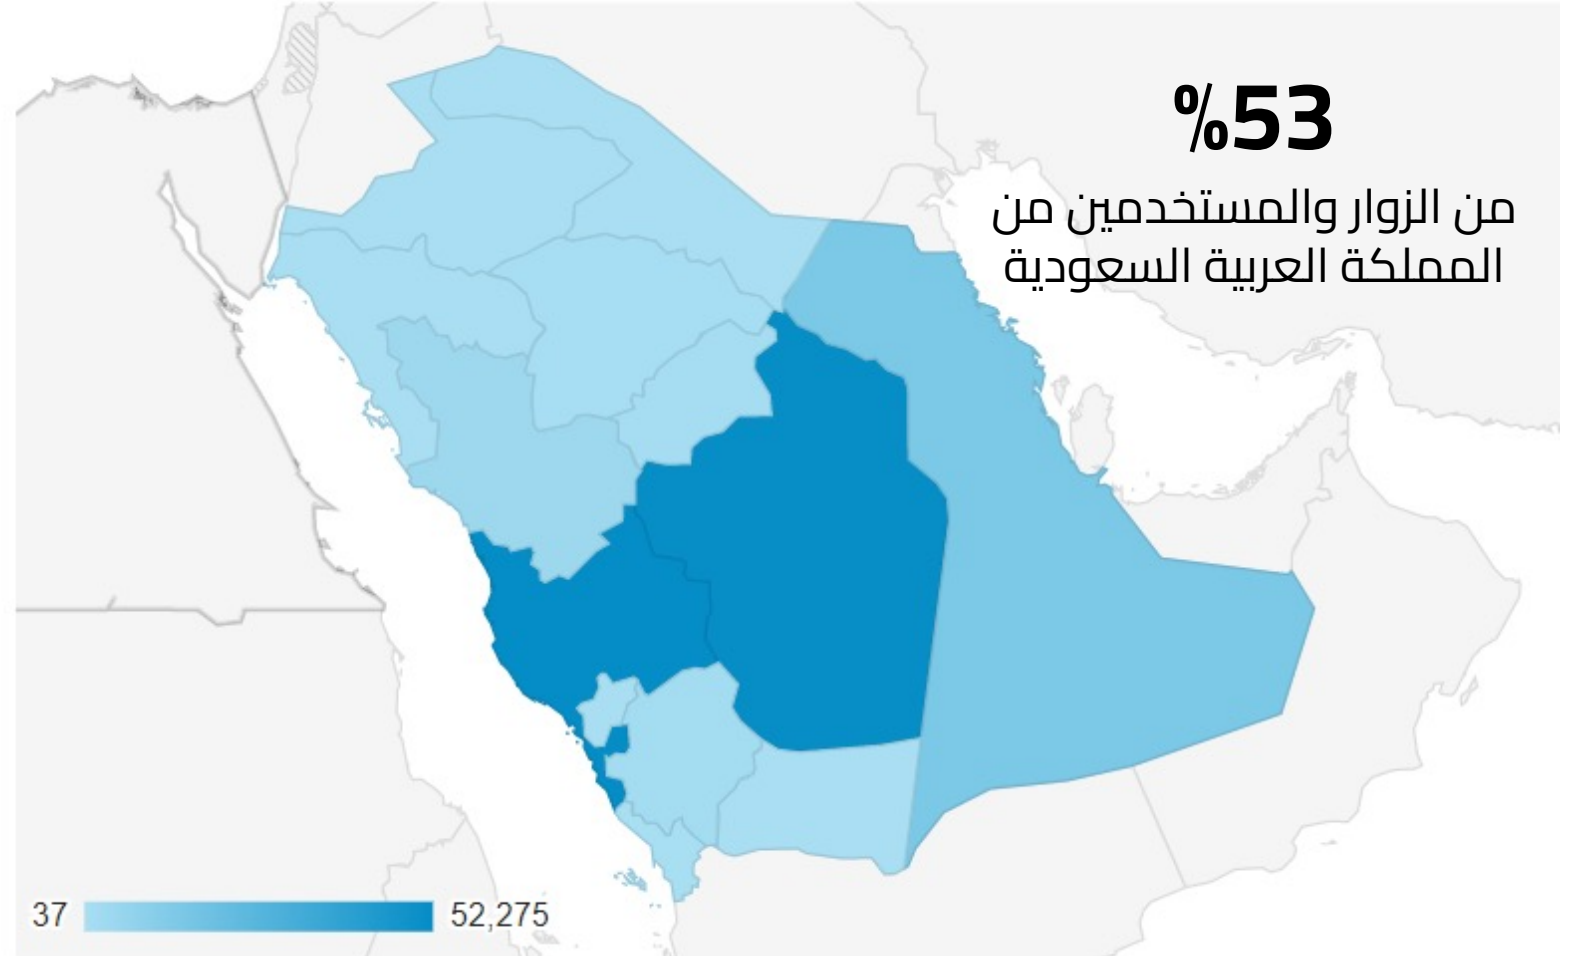 %53
من الزوار والمستخدمين من
المملكة العربية السعودية
37
52,275